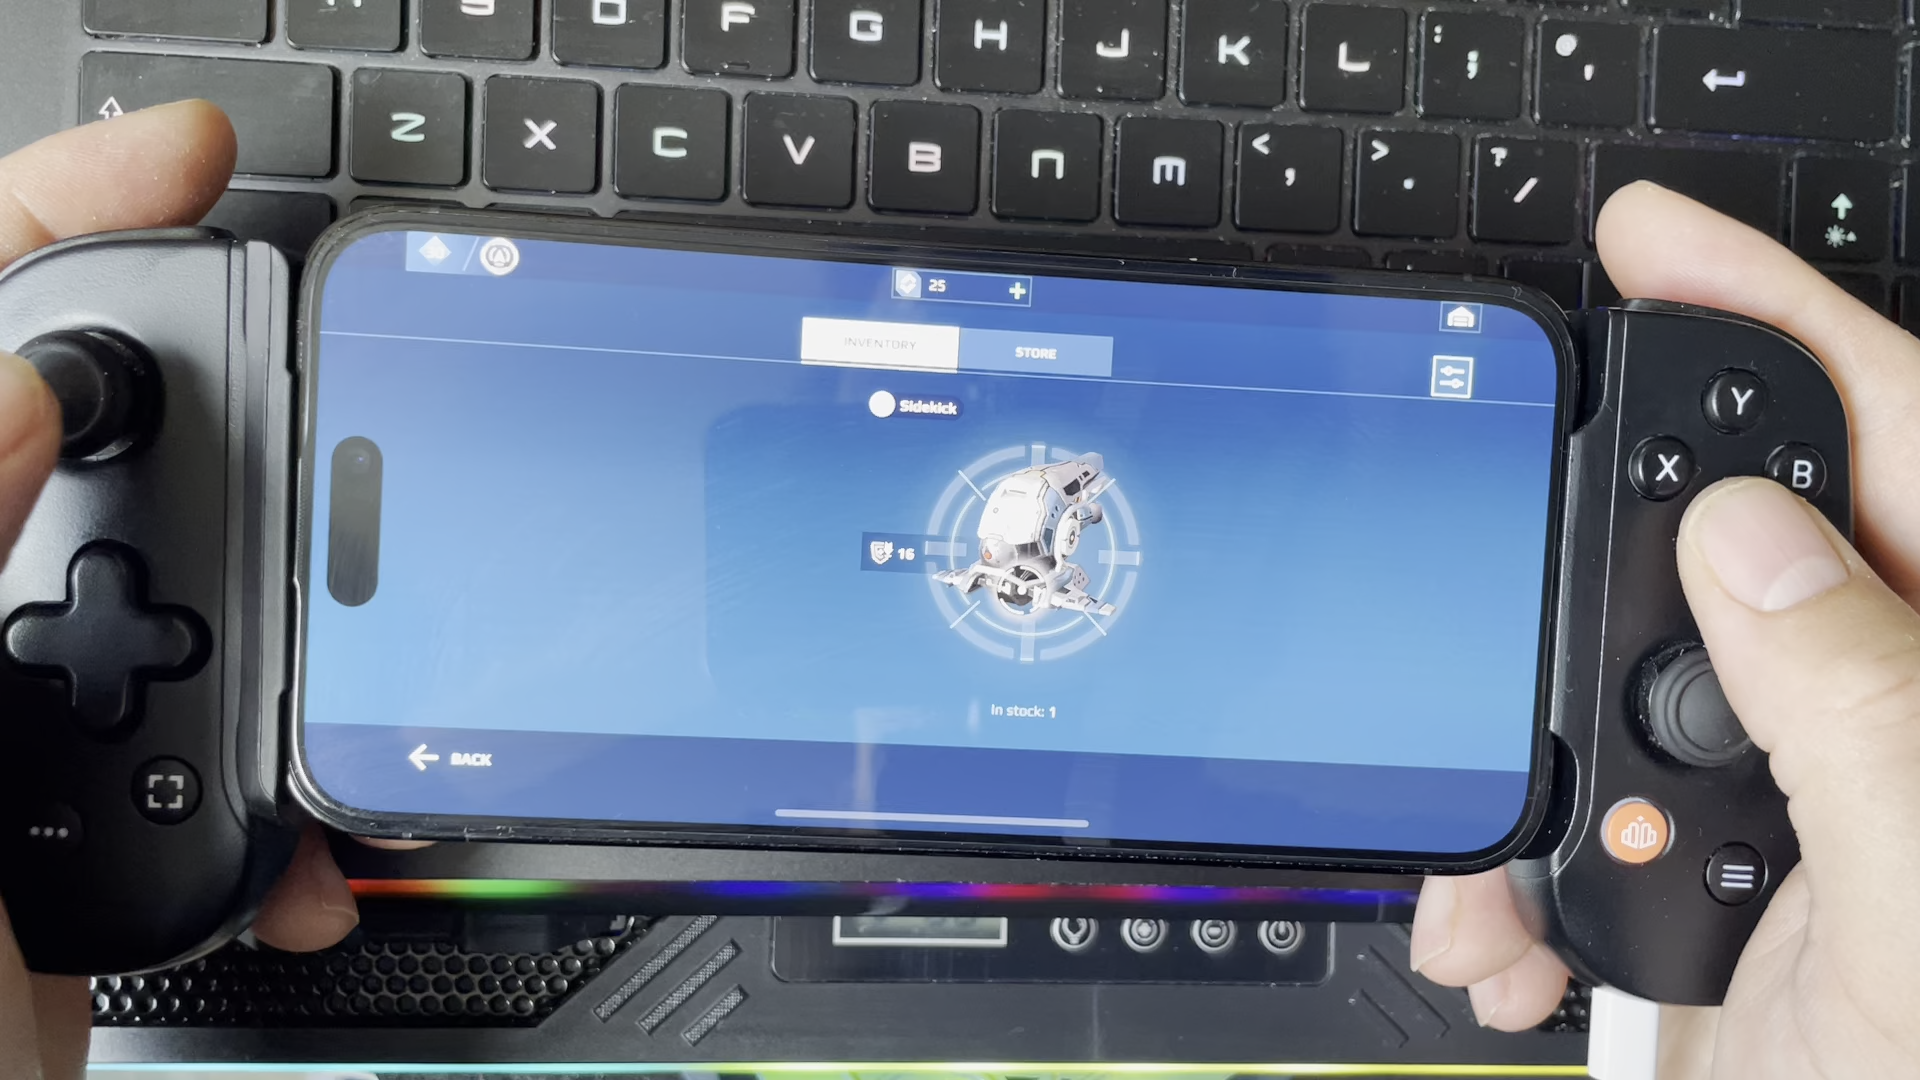 F G H J K L ; :
@ ,
Z X C V B N M < , > . ? /
25 +
INVENTORY STORE
Sidekick
16
In stock: 1
BACK
Y
X B